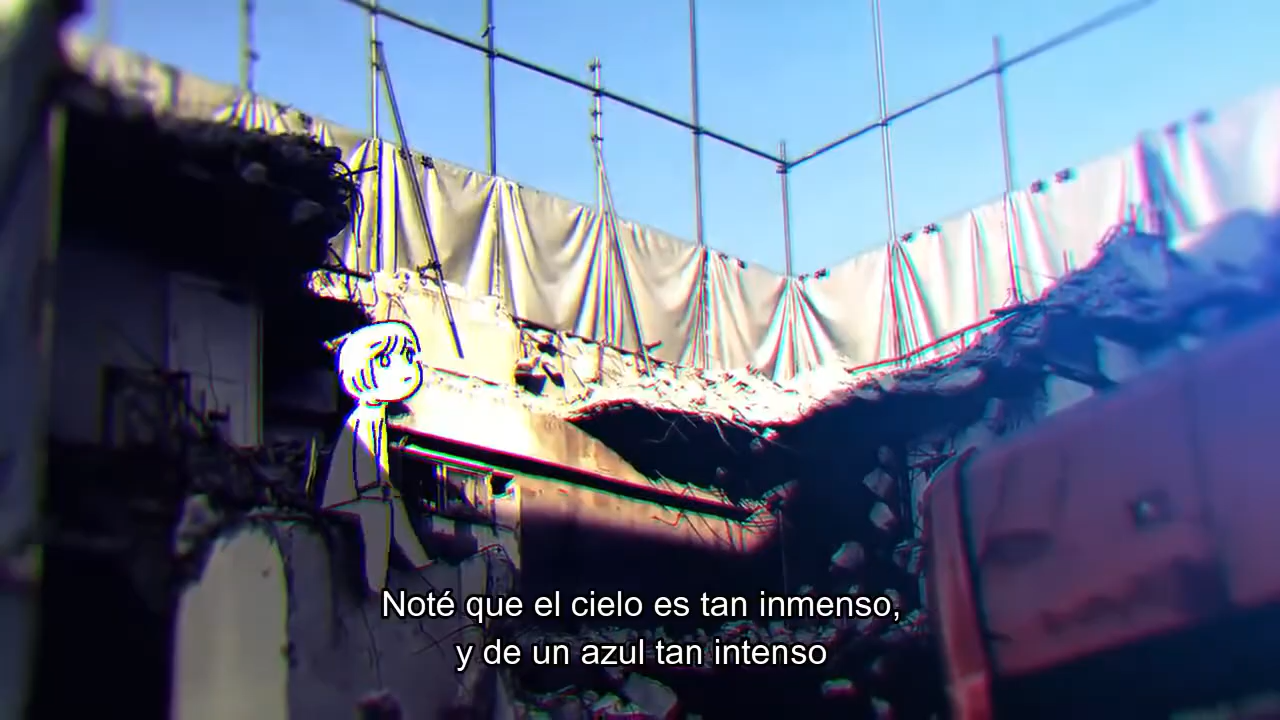 Noté que el cielo es tan inmenso,
y de un azul tan intenso